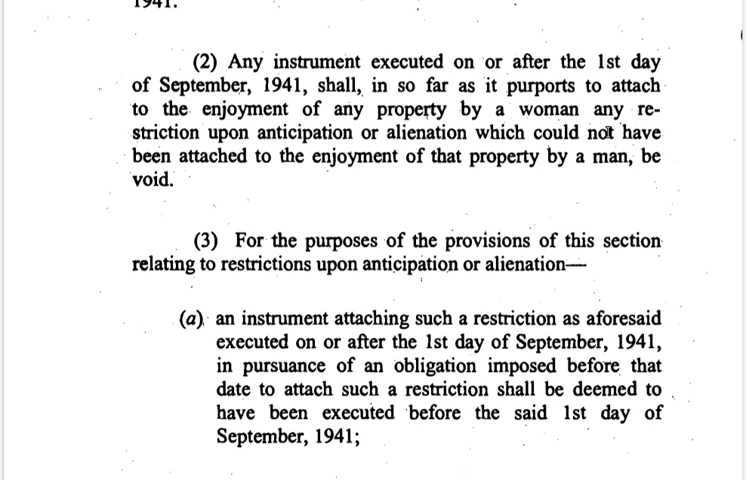 1941.
(2) Any instrument executed on or after the 1st day
of September, 1941, shall, in so far as it purports to attach
to the enjoyment of any property by a woman any re-
striction upon anticipation or alienation which could not have
been attached to the enjoyment of that property by a man, be
void.
(3) For the purposes of the provisions of this section
relating to restrictions upon anticipation or alienation—
(a) an instrument attaching such a restriction as aforesaid
executed on or after the 1st day of September, 1941,
in pursuance of an obligation imposed before that
date to attach such a restriction shall be deemed to
have been executed before the said 1st day of
September, 1941;